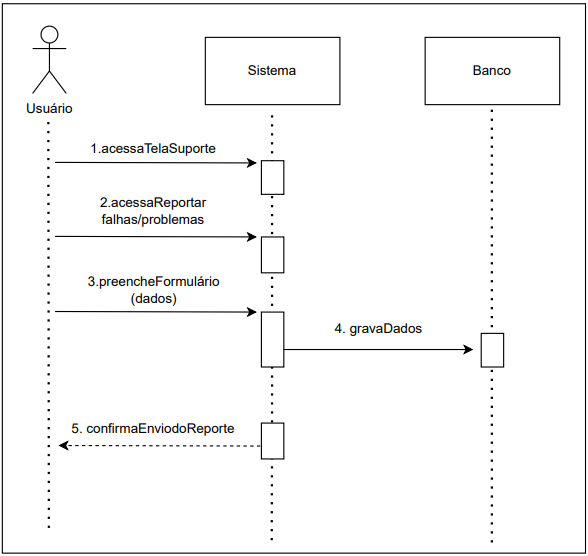 Sistema
Banco
Usuário
1.acessaTelaSuporte
2.acessaReportar
falhas/problemas
3.preencheFormulário
(dados)
4. gravaDados
5. confirmaEnviodoReporte